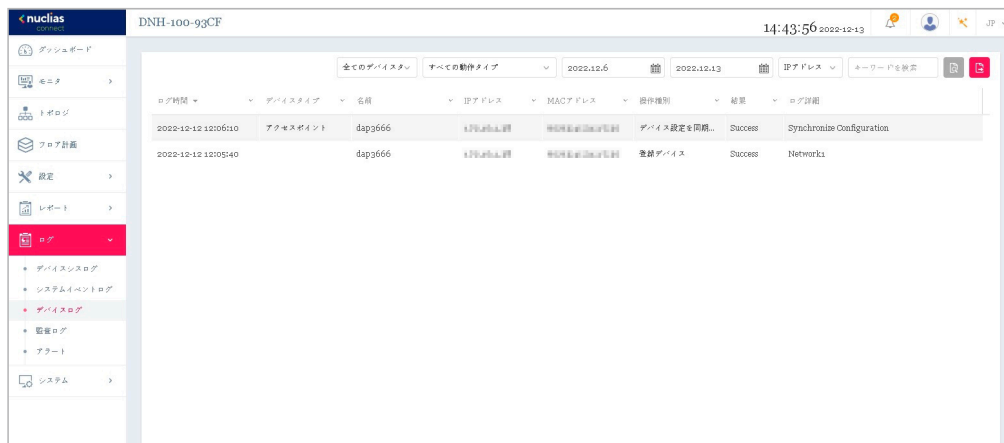 nuclias
connect
DNH-100-93CF
14:43:56 2022-12-13
2
JP
ダッシュボード
モニタ
トポロジ
フロア計画
設定
レポート
ログ
デバイスシスログ
システムイベントログ
デバイスログ
監査ログ
アラート
システム
全てのデバイスタ
すべての動作タイプ
2022.12.6
2022.12.13
IPアドレス
キーワードを検索
ログ時間 デバイスタイプ 名前 IPアドレス MACアドレス 操作種別 結果 ログ詳細
2022-12-12 12:06:10 アクセスポイント dap3666 デバイス設定を同期... Success Synchronize Configuration
2022-12-12 12:05:40 dap3666 登録デバイス Success Network1